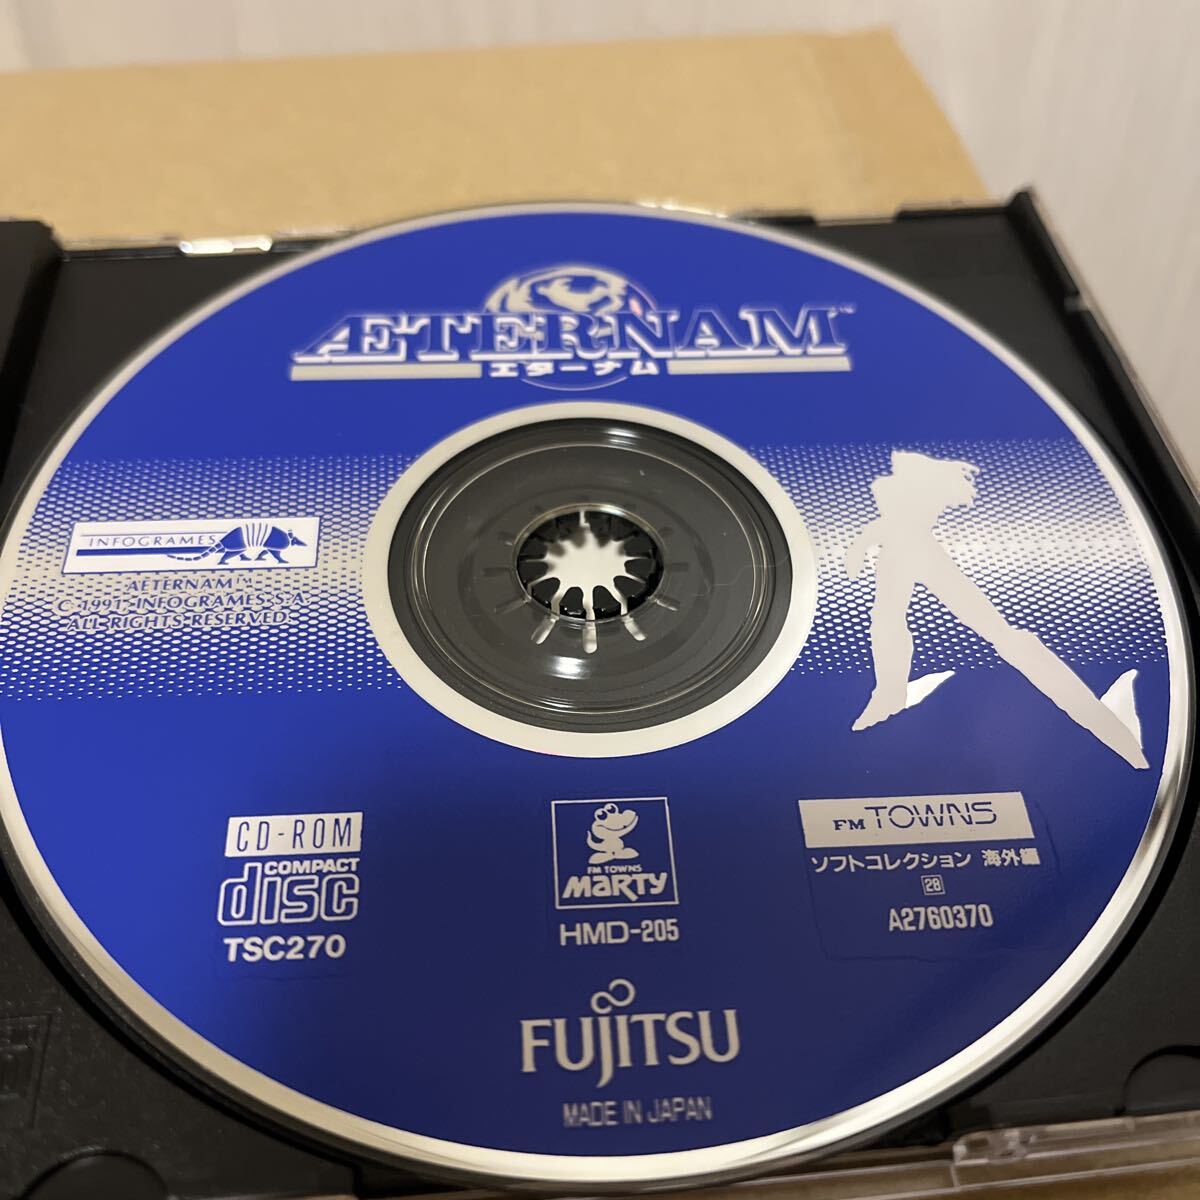 ÆTERNAM™
エターナム
INFOGRAMES
AETERNAM™
C 1991, INFOGRAMES S.A
ALL RIGHTS RESERVED.
CD-ROM
COMPACT
disc
TSC270
FM TOWNS
MARTY
HMD-205
FM TOWNS
ソフトコレクション 海外編
28
A2760370
FUJITSU
MADE IN JAPAN